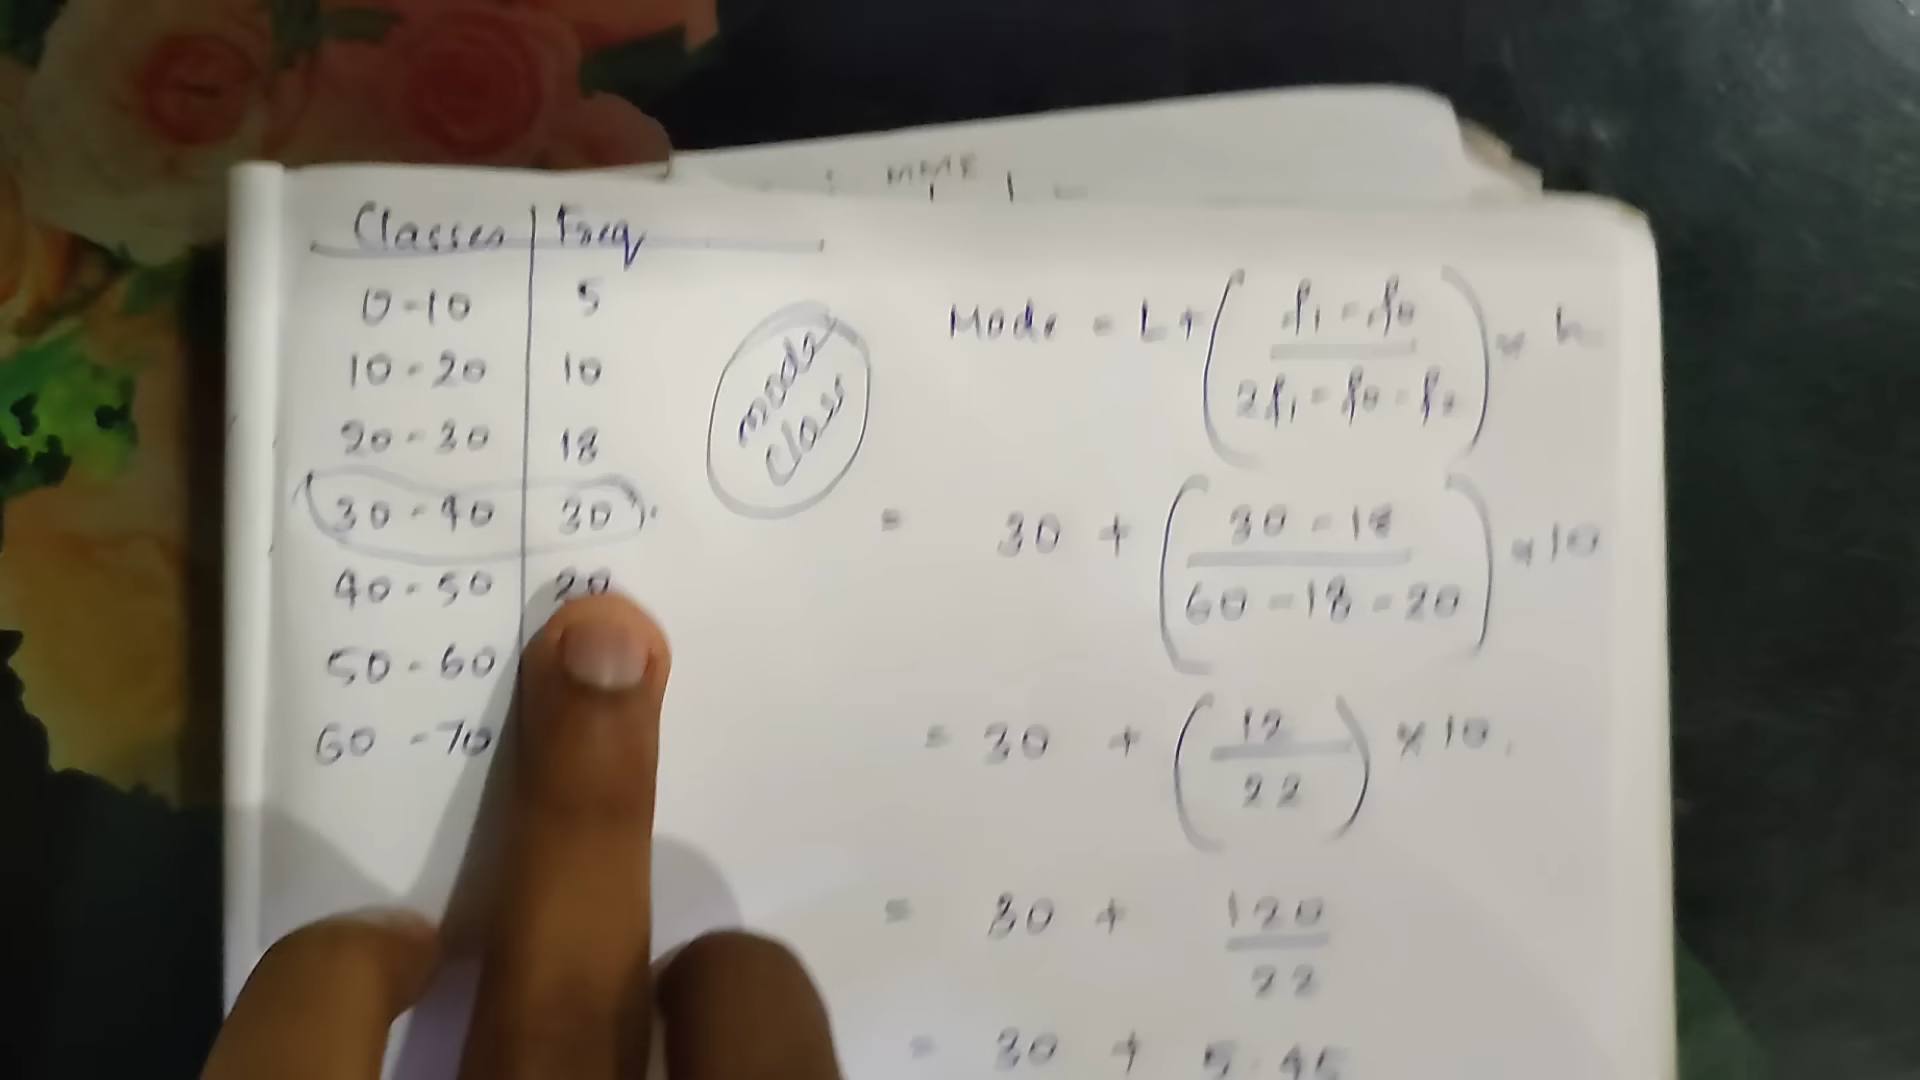 MMME
Classes Freq
0-10 5
10-20 10
20-30 18
30-40 30
40-50 20
50-60
60-70
Mode
Class
Mode = L + ( f1 - f0 / 2f1 - f0 - f2 ) × h
= 30 + ( 30 - 18 / 60 - 18 - 20 ) × 10
= 30 + ( 12 / 22 ) × 10.
= 30 + 120 / 22
= 30 + 5.45